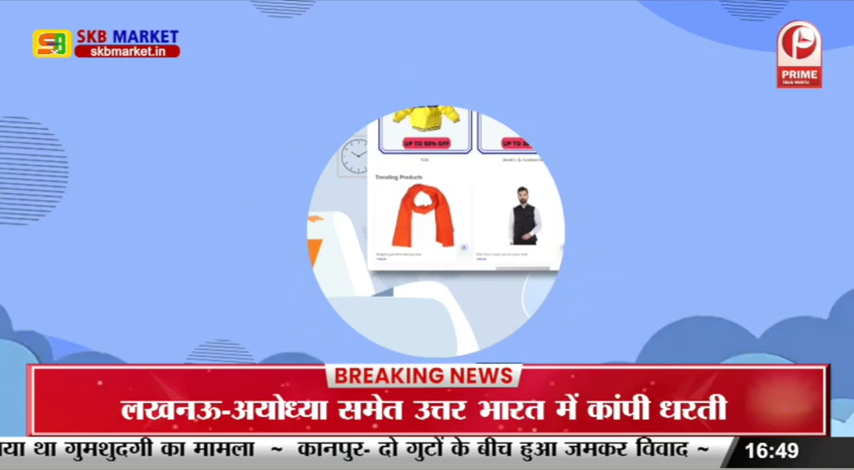 SKB MARKET
skbmarket.in
PRIME
UP TO 50% OFF
Trending Products
BREAKING NEWS
लखनऊ-अयोध्या समेत उत्तर भारत में कांपी धरती
था गुमशुदगी का मामला ~ कानपुर- दो गुटों के बीच हुआ जमकर विवाद ~
16:49